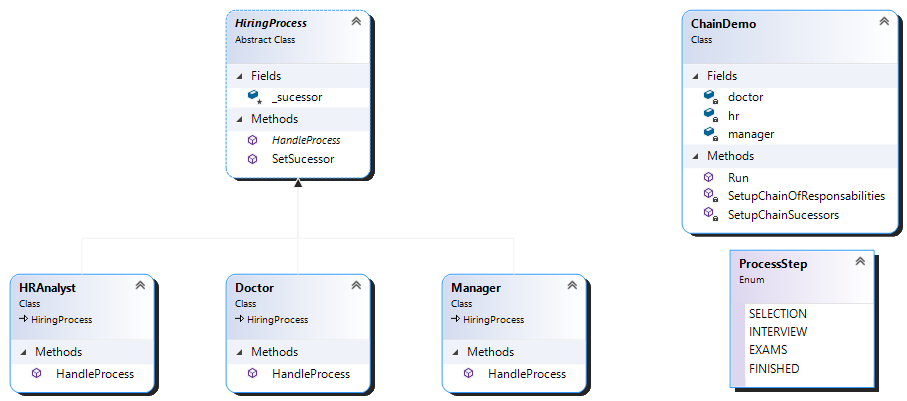 HiringProcess
Abstract Class
Fields
_sucessor
Methods
HandleProcess
SetSucessor
ChainDemo
Class
Fields
doctor
hr
manager
Methods
Run
SetupChainOfResponsabilities
SetupChainSucessors
HRAnalyst
Class
HiringProcess
Methods
HandleProcess
Doctor
Class
HiringProcess
Methods
HandleProcess
Manager
Class
HiringProcess
Methods
HandleProcess
ProcessStep
Enum
SELECTION
INTERVIEW
EXAMS
FINISHED